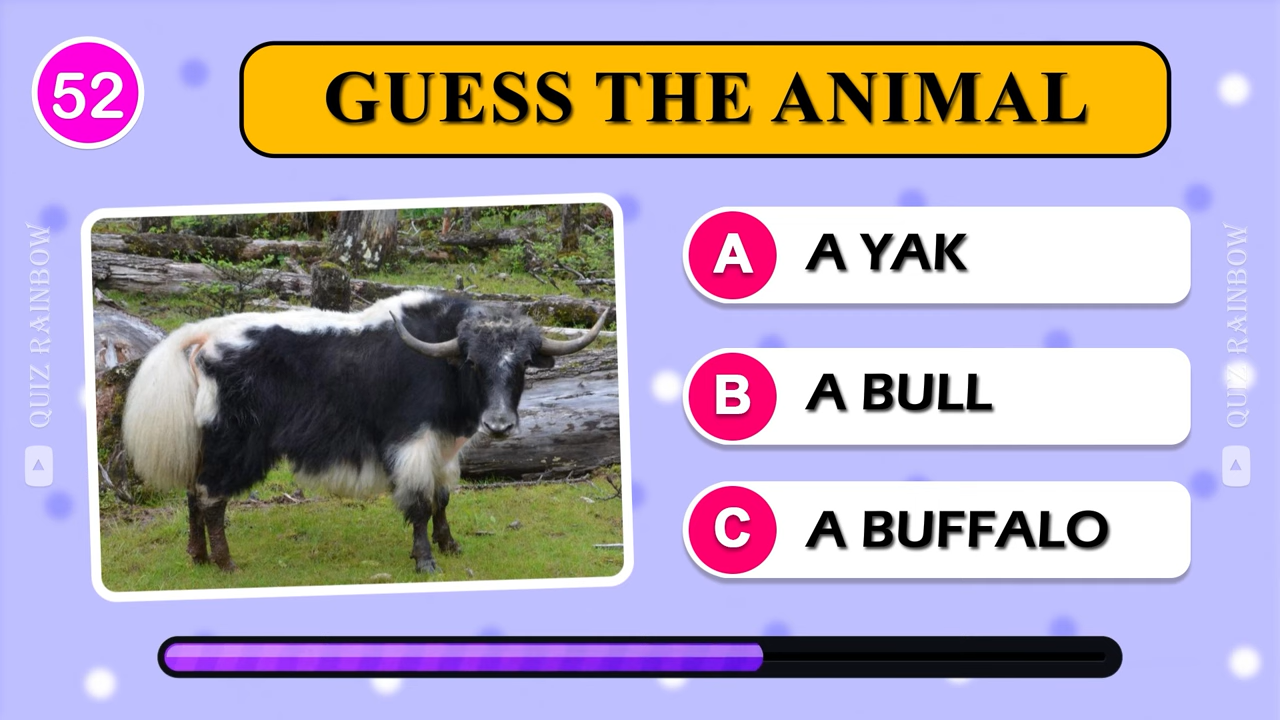 52
GUESS THE ANIMAL
QUIZ RAINBOW
A A YAK
B A BULL
C A BUFFALO
QUIZ RAINBOW